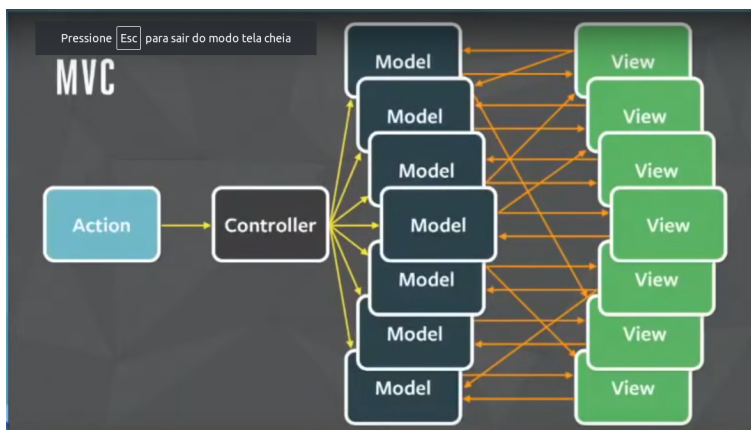 Pressione Esc para sair do modo tela cheia
MVC
Action
Controller
Model
Model
Model
Model
Model
Model
Model
View
View
View
View
View
View
View